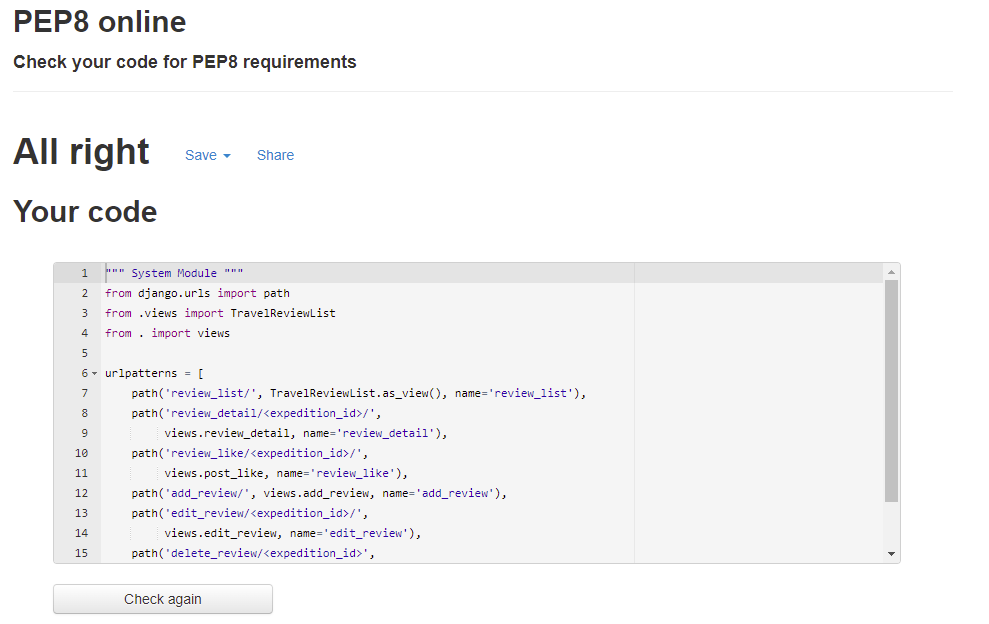 PEP8 online
Check your code for PEP8 requirements
All right Save Share
Your code
1 """ System Module """
2 from django.urls import path
3 from .views import TravelReviewList
4 from . import views
5
6 urlpatterns = [
7     path('review_list/', TravelReviewList.as_view(), name='review_list'),
8     path('review_detail/<expedition_id>/',
9          views.review_detail, name='review_detail'),
10     path('review_like/<expedition_id>/',
11          views.post_like, name='review_like'),
12     path('add_review/', views.add_review, name='add_review'),
13     path('edit_review/<expedition_id>/',
14          views.edit_review, name='edit_review'),
15     path('delete_review/<expedition_id>',
Check again